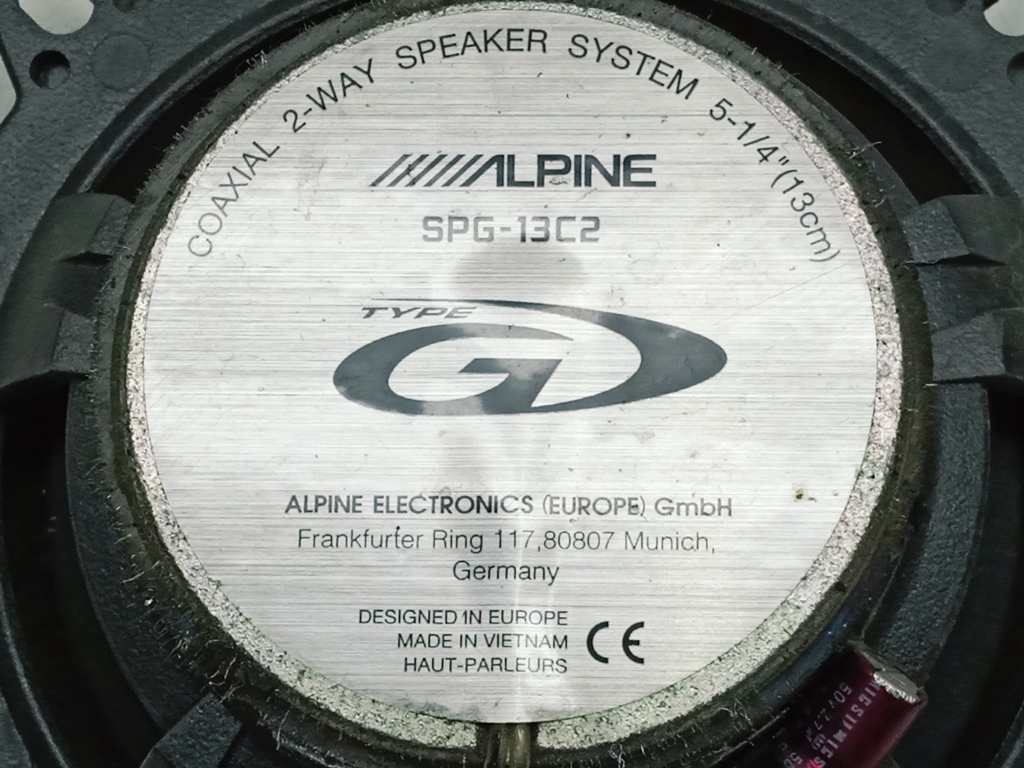 COAXIAL 2-WAY SPEAKER SYSTEM 5-1/4"(13cm)
ALPINE
SPG-13C2
TYPE
G
ALPINE ELECTRONICS (EUROPE) GmbH
Frankfurter Ring 117,80807 Munich,
Germany
DESIGNED IN EUROPE
MADE IN VIETNAM
HAUT-PARLEURS
CE